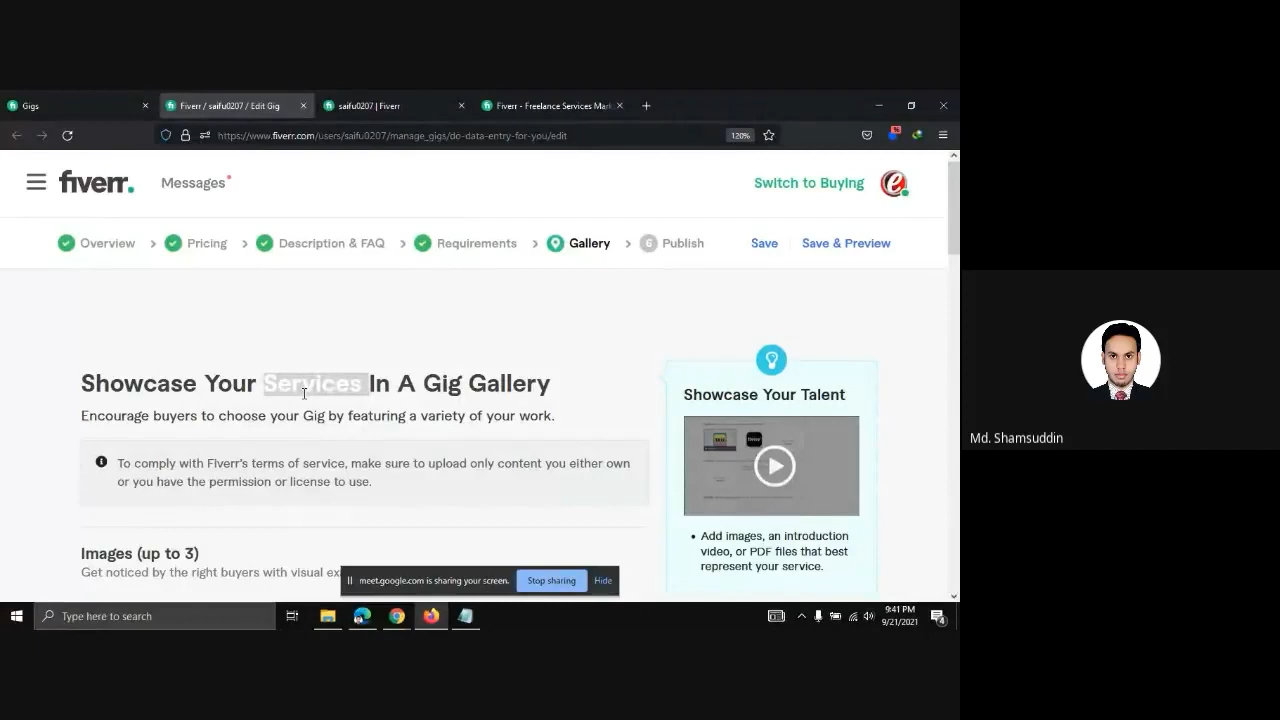 Gigs
Fiverr / saifu0207 / Edit Gig
saifu0207 | Fiverr
Fiverr - Freelance Services Mark
https://www.fiverr.com/users/saifu0207/manage_gigs/do-data-entry-for-you/edit
120%
fiverr.
Messages
Switch to Buying
Overview
Pricing
Description & FAQ
Requirements
Gallery
6 Publish
Save
Save & Preview
Showcase Your Services In A Gig Gallery
Encourage buyers to choose your Gig by featuring a variety of your work.
To comply with Fiverr's terms of service, make sure to upload only content you either own
or you have the permission or license to use.
Images (up to 3)
Get noticed by the right buyers with visual ex
Showcase Your Talent
• Add images, an introduction
video, or PDF files that best
represent your service.
meet.google.com is sharing your screen.
Stop sharing
Hide
Md. Shamsuddin
Type here to search
9:41 PM
9/21/2021
4